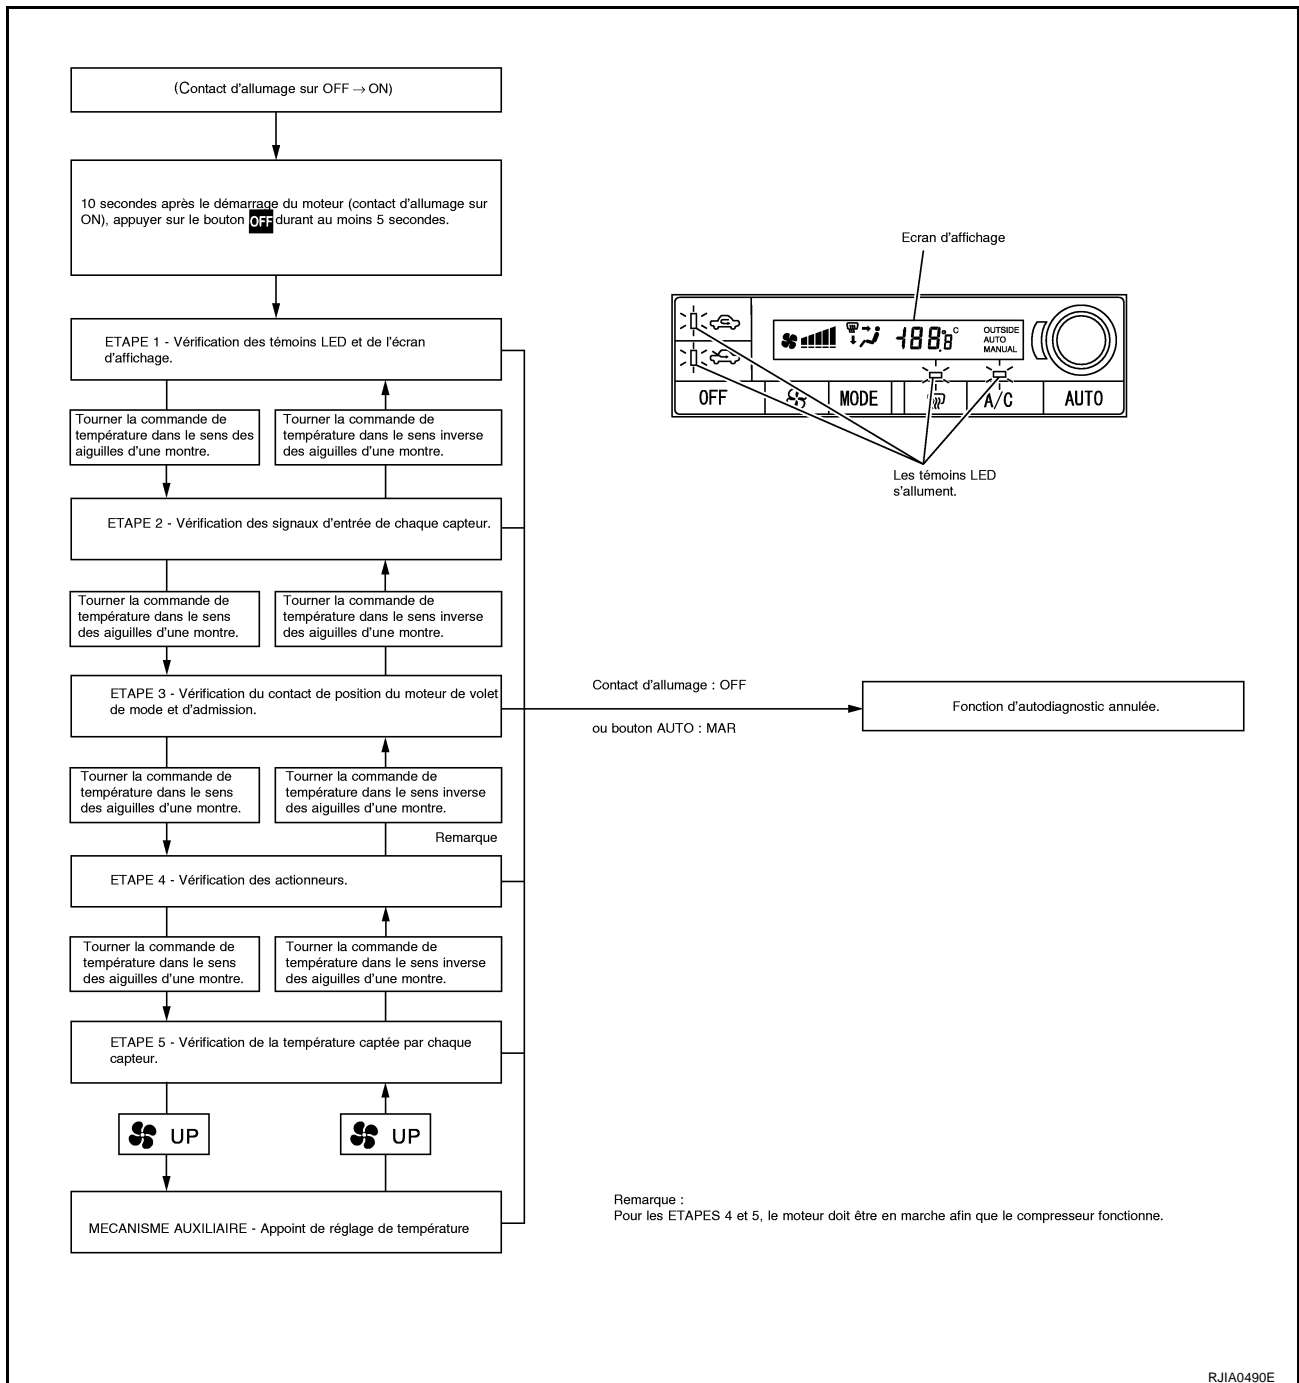 (Contact d'allumage sur OFF → ON)
10 secondes après le démarrage du moteur (contact d'allumage sur
ON), appuyer sur le bouton OFF durant au moins 5 secondes.
ETAPE 1 - Vérification des témoins LED et de l'écran
d'affichage.
Tourner la commande de
température dans le sens des
aiguilles d'une montre.
Tourner la commande de
température dans le sens inverse
des aiguilles d'une montre.
ETAPE 2 - Vérification des signaux d'entrée de chaque capteur.
Tourner la commande de
température dans le sens
des aiguilles d'une montre.
Tourner la commande de
température dans le sens inverse
des aiguilles d'une montre.
ETAPE 3 - Vérification du contact de position du moteur de volet
de mode et d'admission.
Tourner la commande de
température dans le sens
des aiguilles d'une montre.
Tourner la commande de
température dans le sens inverse
des aiguilles d'une montre.
Remarque
ETAPE 4 - Vérification des actionneurs.
Tourner la commande de
température dans le sens
des aiguilles d'une montre.
Tourner la commande de
température dans le sens inverse
des aiguilles d'une montre.
ETAPE 5 - Vérification de la température captée par chaque
capteur.
UP
UP
MECANISME AUXILIAIRE - Appoint de réglage de température
Ecran d'affichage
-188.8 °C
OUTSIDE
AUTO
MANUAL
OFF
MODE
A/C
AUTO
Les témoins LED
s'allument.
Contact d'allumage : OFF
ou bouton AUTO : MAR
Fonction d'autodiagnostic annulée.
Remarque :
Pour les ETAPES 4 et 5, le moteur doit être en marche afin que le compresseur fonctionne.
RJIA0490E